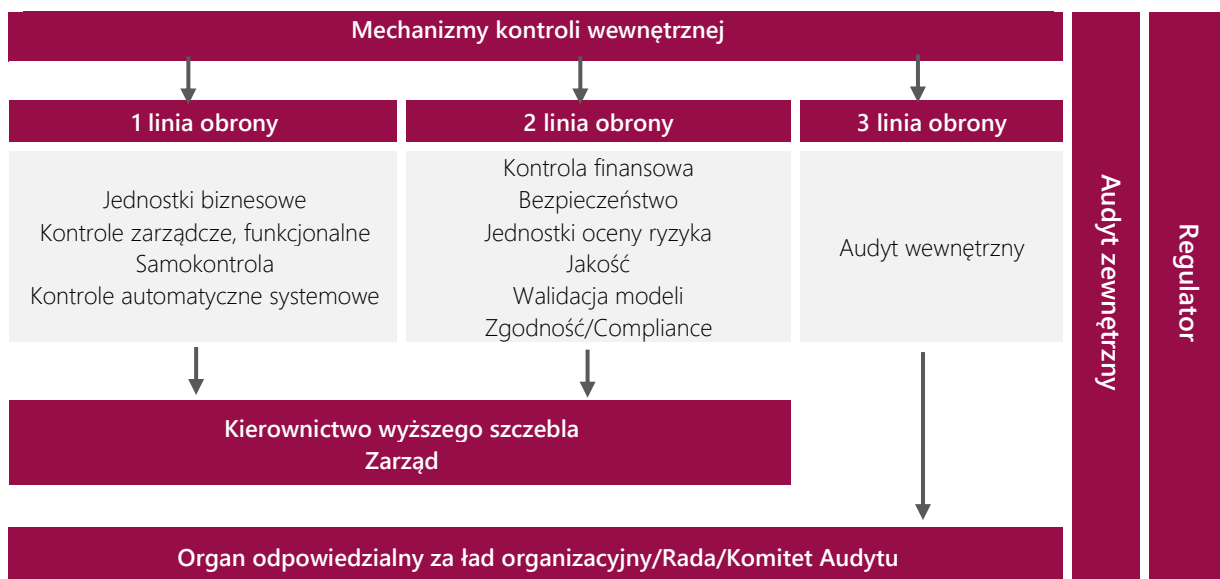 Mechanizmy kontroli wewnętrznej
1 linia obrony
Jednostki biznesowe
Kontrole zarządcze, funkcjonalne
Samokontrola
Kontrole automatyczne systemowe
2 linia obrony
Kontrola finansowa
Bezpieczeństwo
Jednostki oceny ryzyka
Jakość
Walidacja modeli
Zgodność/Compliance
3 linia obrony
Audyt wewnętrzny
Kierownictwo wyższego szczebla
Zarząd
Organ odpowiedzialny za ład organizacyjny/Rada/Komitet Audytu
Audyt zewnętrzny
Regulator